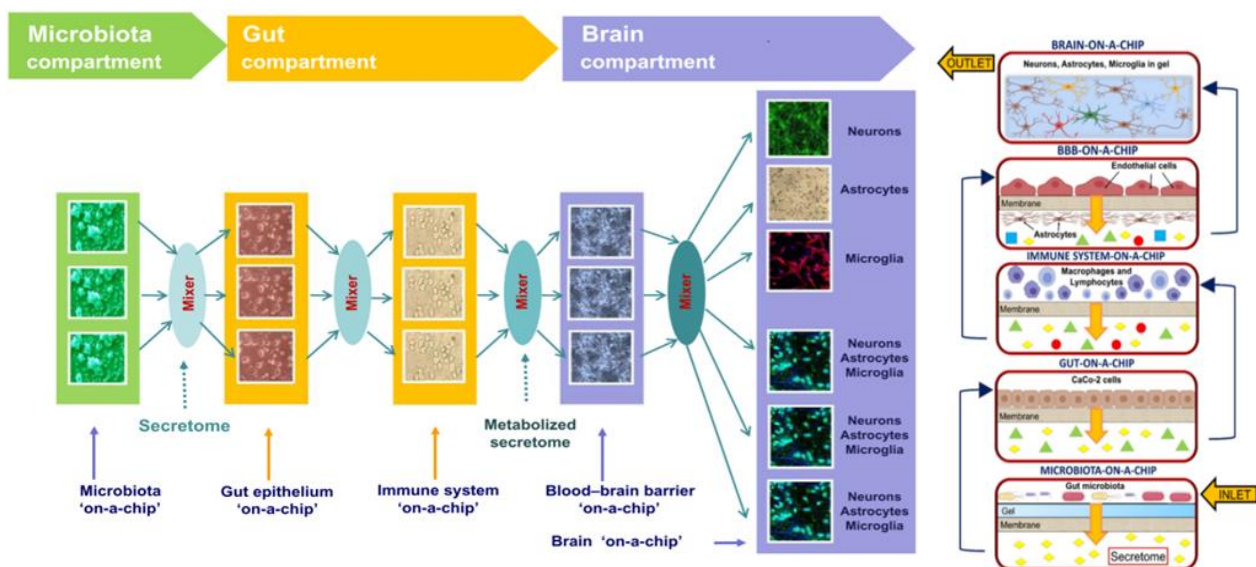 Microbiota
compartment
Gut
compartment
Brain
compartment
Neurons
Astrocytes
Microglia
Neurons
Astrocytes
Microglia
Neurons
Astrocytes
Microglia
Neurons
Astrocytes
Microglia
Mixer
Mixer
Mixer
Mixer
Secretome
Metabolized
secretome
Microbiota
‘on-a-chip’
Gut epithelium
‘on-a-chip’
Immune system
‘on-a-chip’
Blood–brain barrier
‘on-a-chip’
Brain ‘on-a-chip’
OUTLET
BRAIN-ON-A-CHIP
Neurons, Astrocytes, Microglia in gel
BBB-ON-A-CHIP
Endothelial cells
Membrane
Astrocytes
IMMUNE SYSTEM-ON-A-CHIP
Macrophages and
Lymphocytes
Membrane
GUT-ON-A-CHIP
CaCo-2 cells
Membrane
MICROBIOTA-ON-A-CHIP
Gut microbiota
INLET
Gel
Membrane
Secretome